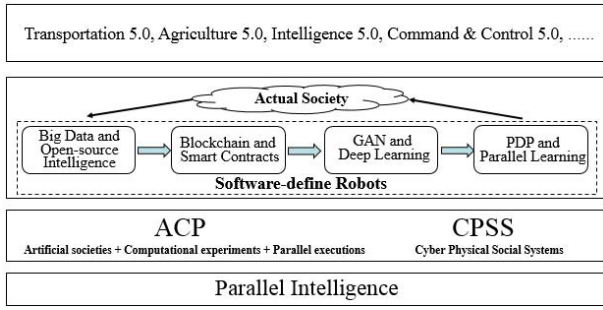 Transportation 5.0, Agriculture 5.0, Intelligence 5.0, Command & Control 5.0, ......
Actual Society
Big Data and
Open-source
Intelligence
Blockchain and
Smart Contracts
GAN and
Deep Learning
PDP and
Parallel Learning
Software-define Robots
ACP
Artificial societies + Computational experiments + Parallel executions
CPSS
Cyber Physical Social Systems
Parallel Intelligence